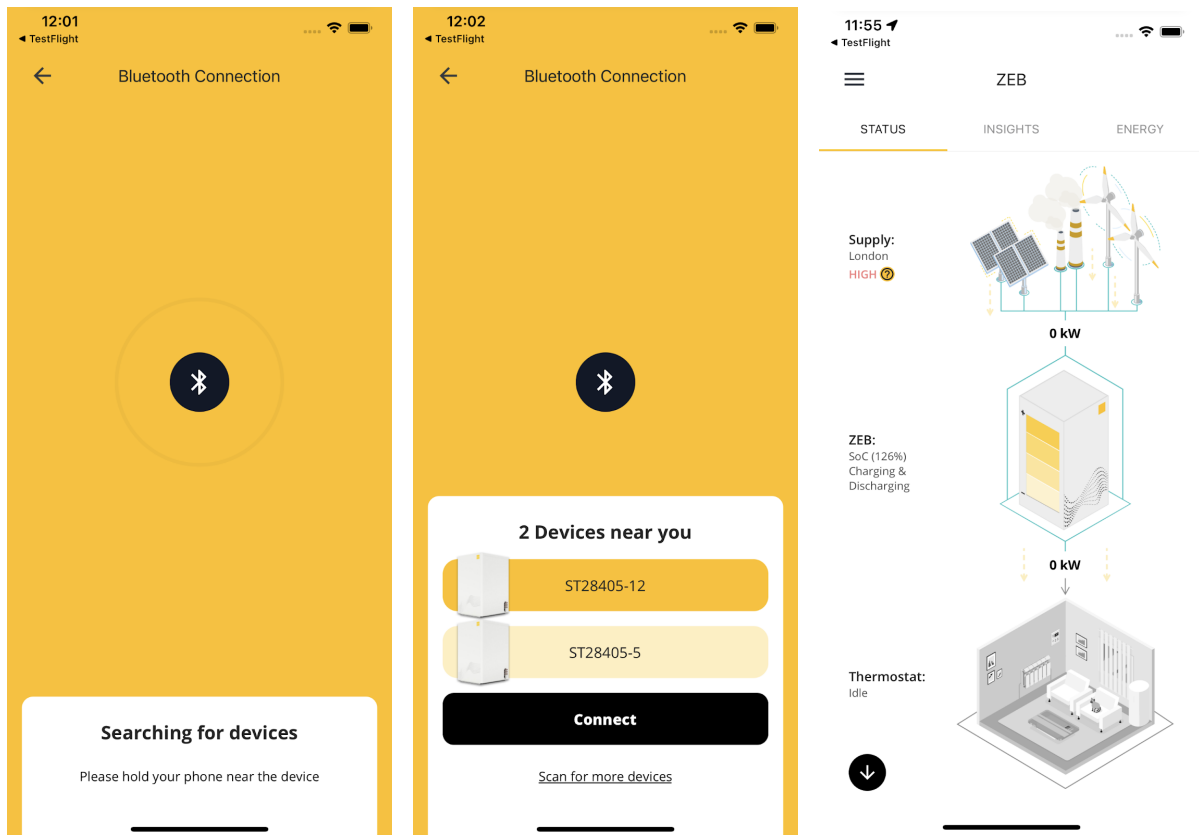 12:01
◀ TestFlight
Bluetooth Connection
Searching for devices
Please hold your phone near the device
12:02
◀ TestFlight
Bluetooth Connection
2 Devices near you
ST28405-12
ST28405-5
Connect
Scan for more devices
11:55
◀ TestFlight
ZEB
STATUS INSIGHTS ENERGY
Supply:
London
HIGH ?
0 kW
ZEB:
SoC (126%)
Charging &
Discharging
0 kW
Thermostat:
Idle